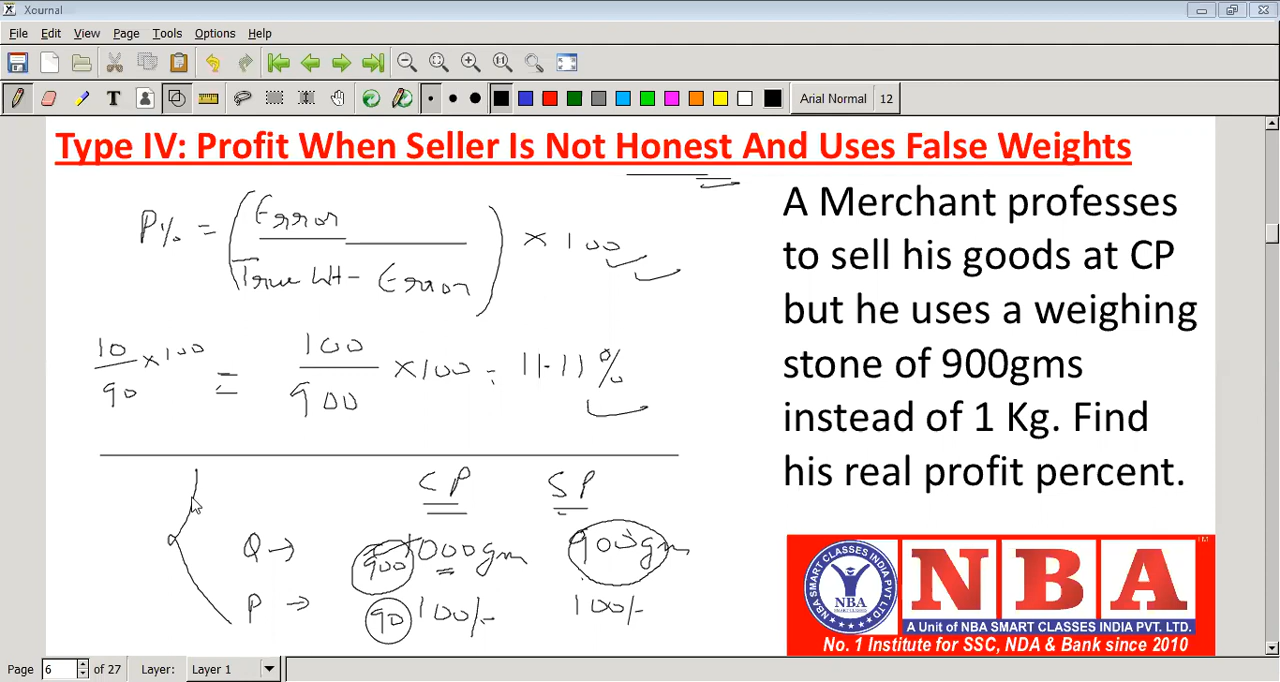 Xournal
File Edit View Page Tools Options Help
Arial Normal 12
Type IV: Profit When Seller Is Not Honest And Uses False Weights
P% = (Error / True Wt - Error) × 100
10/90 × 100 = 100/900 × 100 = 11.11%
CP SP
Q → 900 1000gm 900gm
P → 90 100/- 100/-
A Merchant professes
to sell his goods at CP
but he uses a weighing
stone of 900gms
instead of 1 Kg. Find
his real profit percent.
NBA SMART CLASSES INDIA PVT LTD
NBA
NBA
TM
A Unit of NBA SMART CLASSES INDIA PVT. LTD.
No. 1 Institute for SSC, NDA & Bank since 2010
Page 6 of 27 Layer: Layer 1